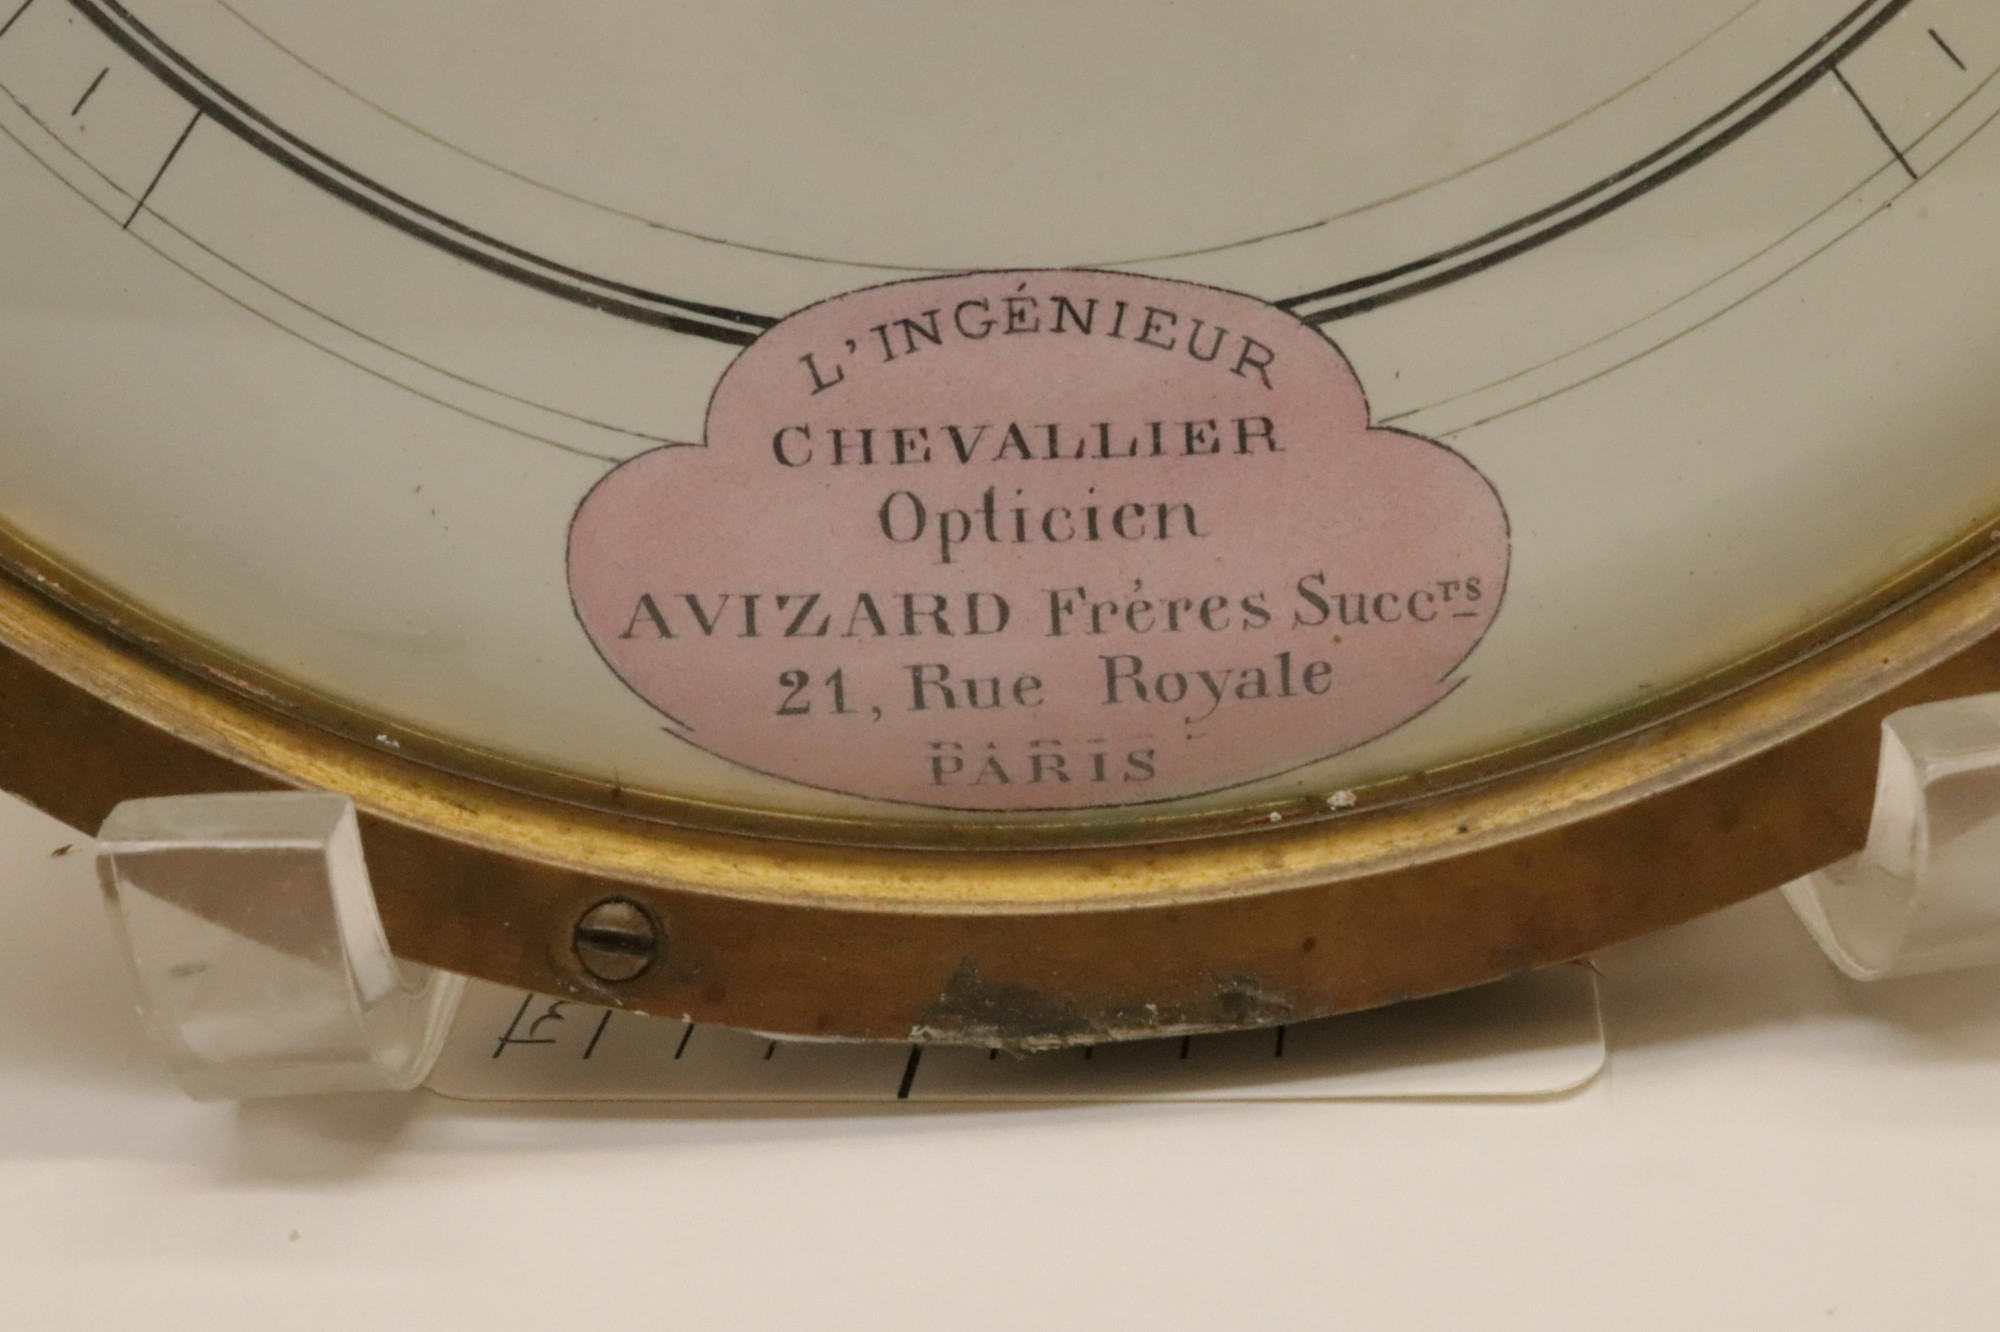 L'INGÉNIEUR
CHEVALLIER
Opticien
AVIZARD Fréres Succrs
21, Rue Royale
PARIS